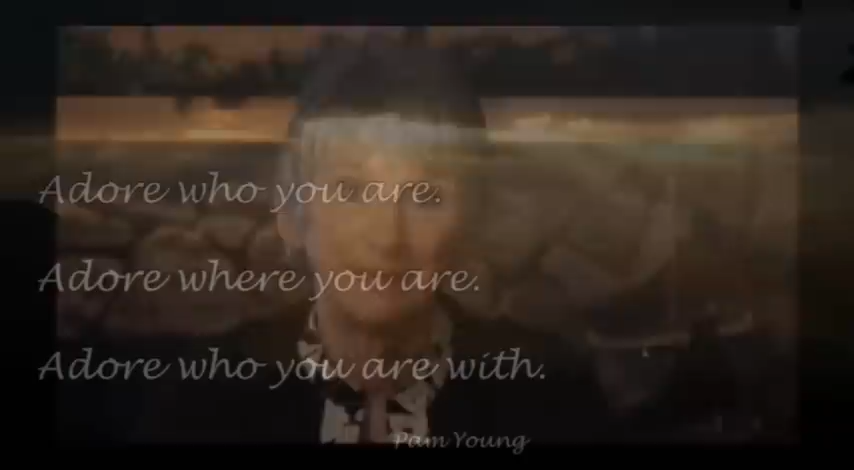 Adore who you are.
Adore where you are.
Adore who you are with.
Pam Young